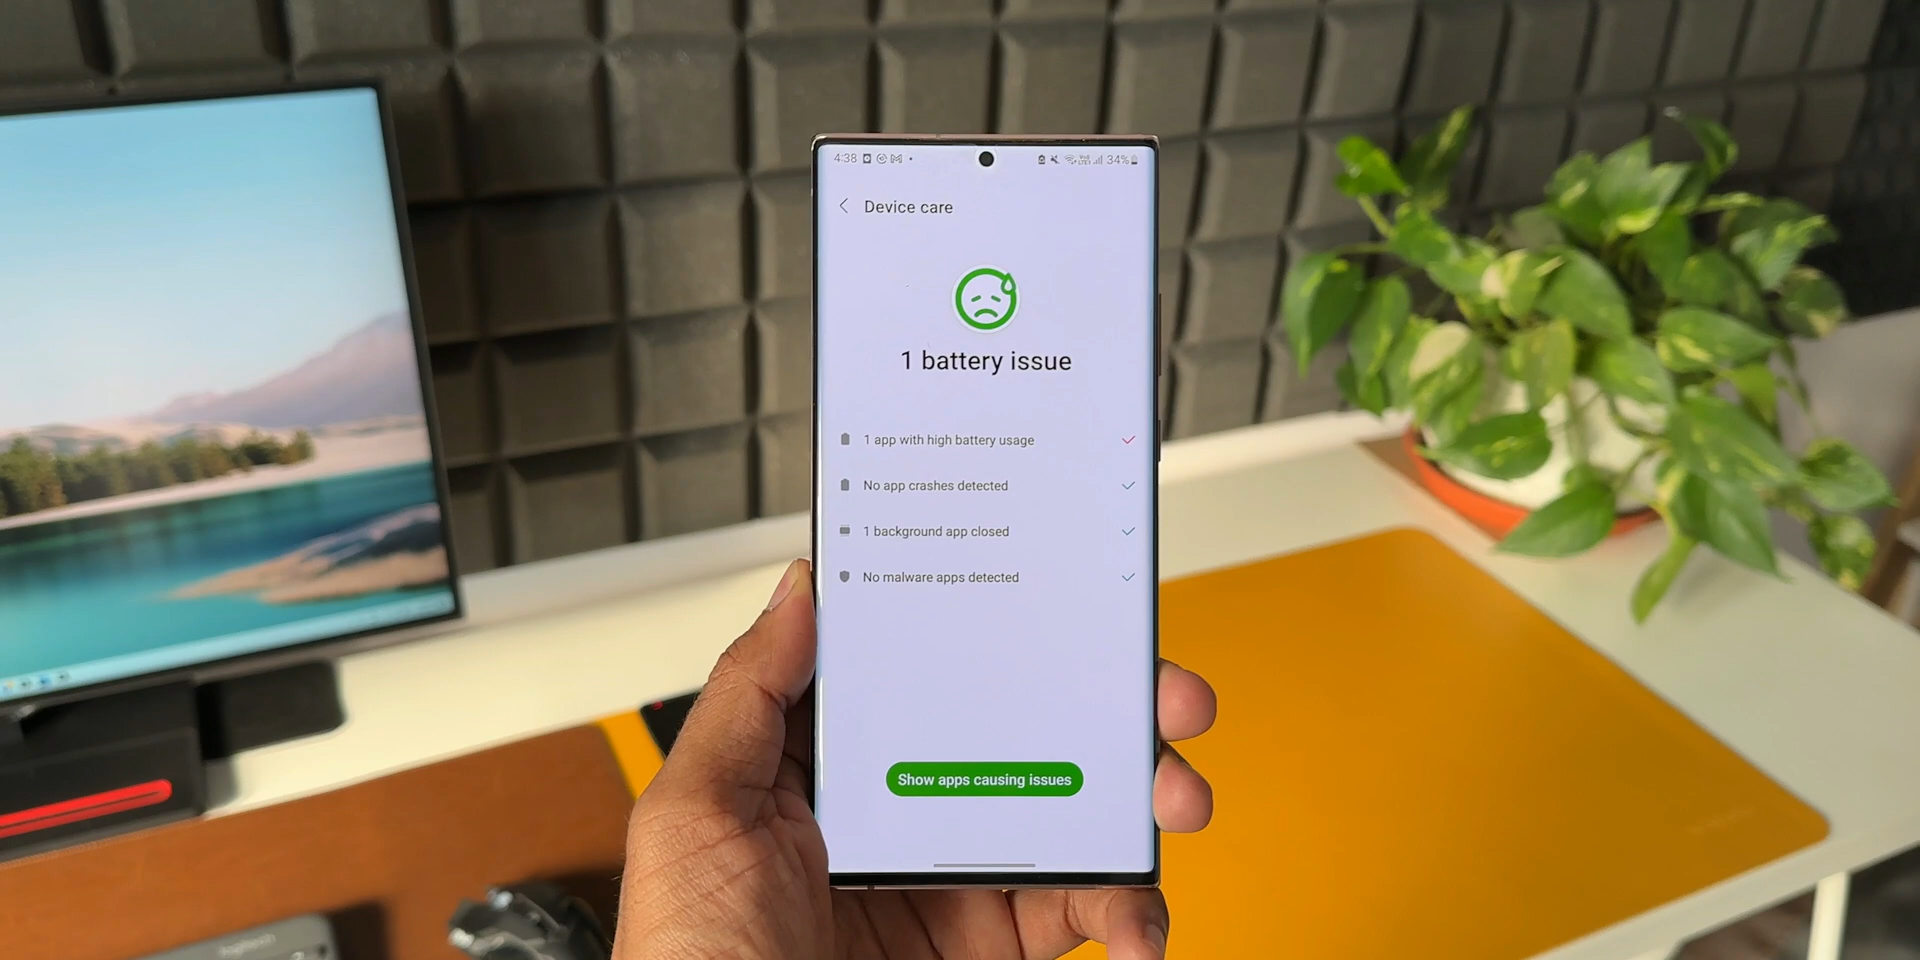 4:38 34%
Device care
1 battery issue
1 app with high battery usage
No app crashes detected
1 background app closed
No malware apps detected
Show apps causing issues
logitech